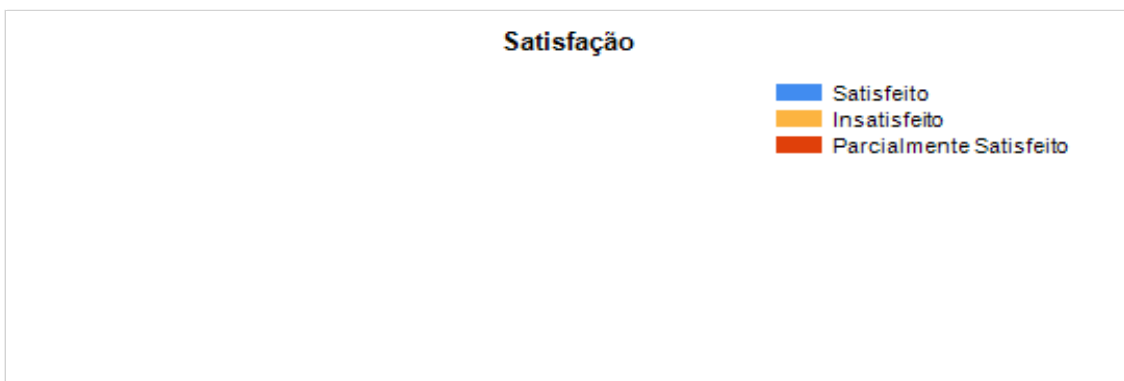 Satisfação
Satisfeito
Insatisfeito
Parcialmente Satisfeito